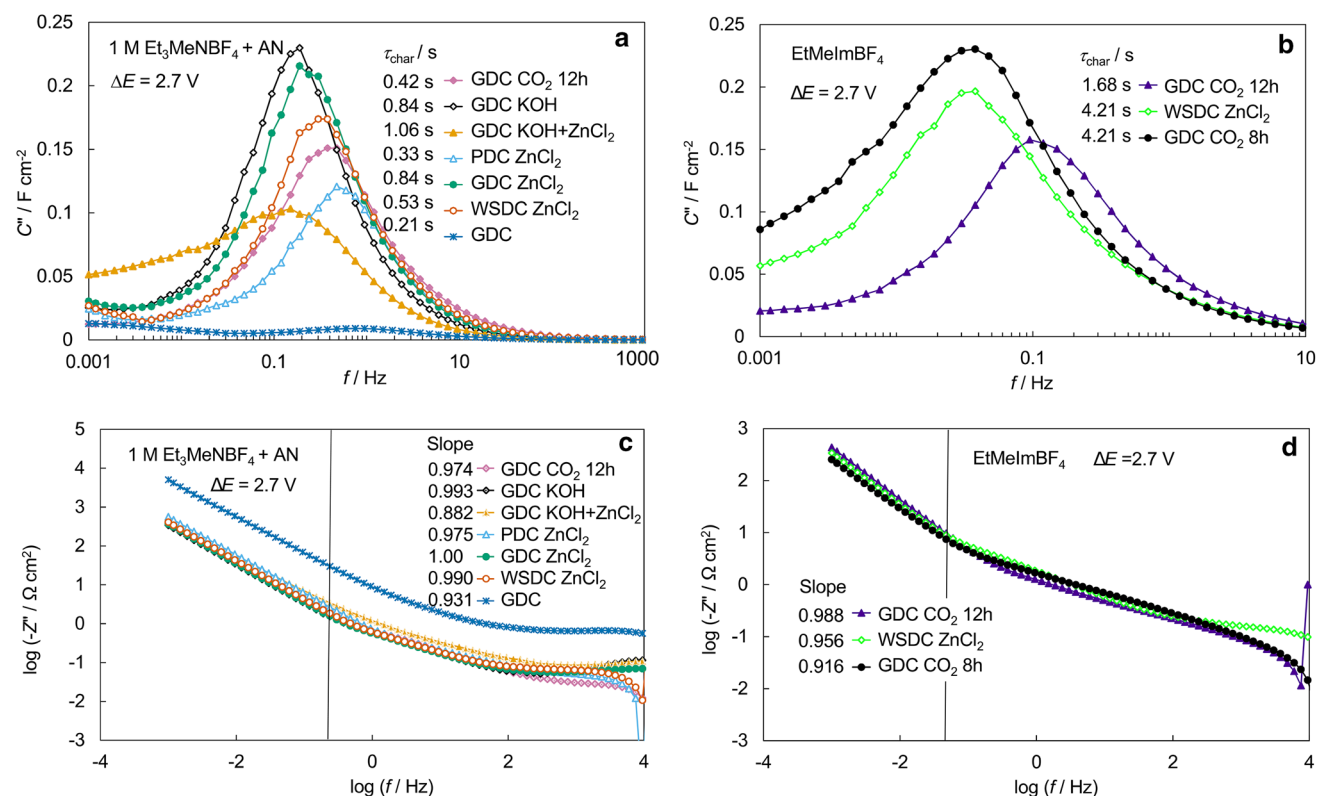 a
1 M Et₃MeNBF₄ + AN
ΔE = 2.7 V
τchar / s
0.42 s GDC CO₂ 12h
0.84 s GDC KOH
1.06 s GDC KOH+ZnCl₂
0.33 s PDC ZnCl₂
0.84 s GDC ZnCl₂
0.53 s WSDC ZnCl₂
0.21 s GDC
C'' / F cm⁻²
0.25
0.2
0.15
0.1
0.05
0
0.001 0.1 10 1000
f / Hz
b
EtMeImBF₄
ΔE = 2.7 V
τchar / s
1.68 s GDC CO₂ 12h
4.21 s WSDC ZnCl₂
4.21 s GDC CO₂ 8h
C'' / F cm⁻²
0.25
0.2
0.15
0.1
0.05
0
0.001 0.1 10
f / Hz
c
1 M Et₃MeNBF₄ + AN
ΔE = 2.7 V
Slope
0.974 GDC CO₂ 12h
0.993 GDC KOH
0.882 GDC KOH+ZnCl₂
0.975 PDC ZnCl₂
1.00 GDC ZnCl₂
0.990 WSDC ZnCl₂
0.931 GDC
log (-Z'' / Ω cm²)
5
4
3
2
1
0
-1
-2
-3
-4 -2 0 2 4
log (f / Hz)
d
EtMeImBF₄ ΔE =2.7 V
Slope
0.988 GDC CO₂ 12h
0.956 WSDC ZnCl₂
0.916 GDC CO₂ 8h
log (-Z'' / Ω cm²)
3
2
1
0
-1
-2
-3
-4 -2 0 2 4
log (f / Hz)